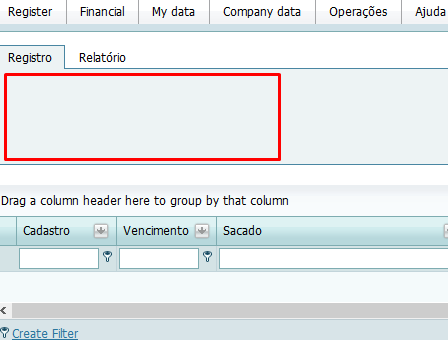 Register Financial My data Company data Operações Ajuda
Registro Relatório
Drag a column header here to group by that column
Cadastro Vencimento Sacado
Create Filter